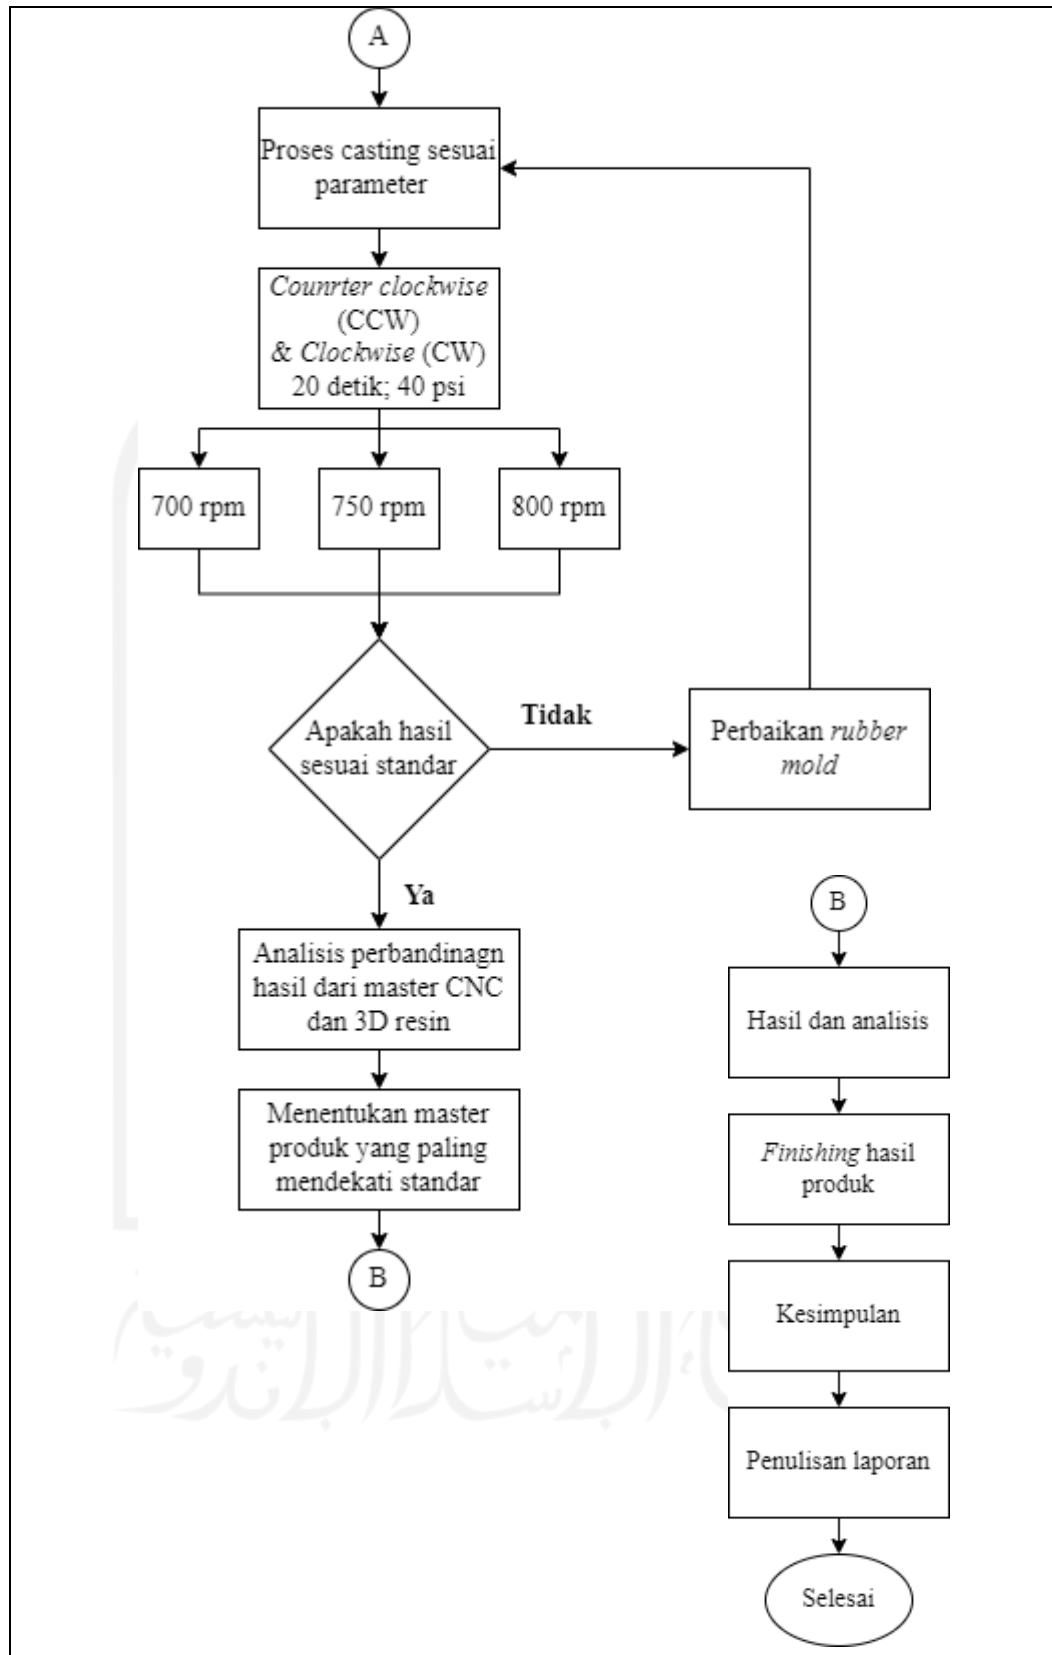 A
Proses casting sesuai
parameter
Counrter clockwise
(CCW)
& Clockwise (CW)
20 detik; 40 psi
700 rpm
750 rpm
800 rpm
Apakah hasil
sesuai standar
Tidak
Perbaikan rubber
mold
Ya
Analisis perbandinagn
hasil dari master CNC
dan 3D resin
Menentukan master
produk yang paling
mendekati standar
B
B
Hasil dan analisis
Finishing hasil
produk
Kesimpulan
Penulisan laporan
Selesai